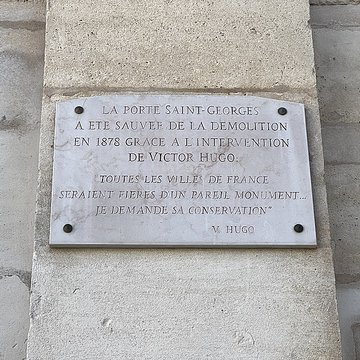 LA PORTE SAINT-GEORGES
A ETE SAUVER DE LA DEMOLITION
EN 1878 GRACE A L'INTERVENTION
DE VICTOR HUGO:
"TOUTES LES VILLES DE FRANCE
SERAIENT FIERES D'UN PAREIL MONUMENT...
JE DEMANDE SA CONSERVATION"
V. HUGO